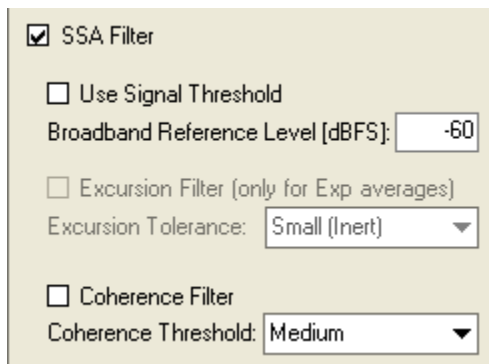 SSA Filter
Use Signal Threshold
Broadband Reference Level [dBFS]: -60
Excursion Filter (only for Exp averages)
Excursion Tolerance: Small (Inert)
Coherence Filter
Coherence Threshold: Medium